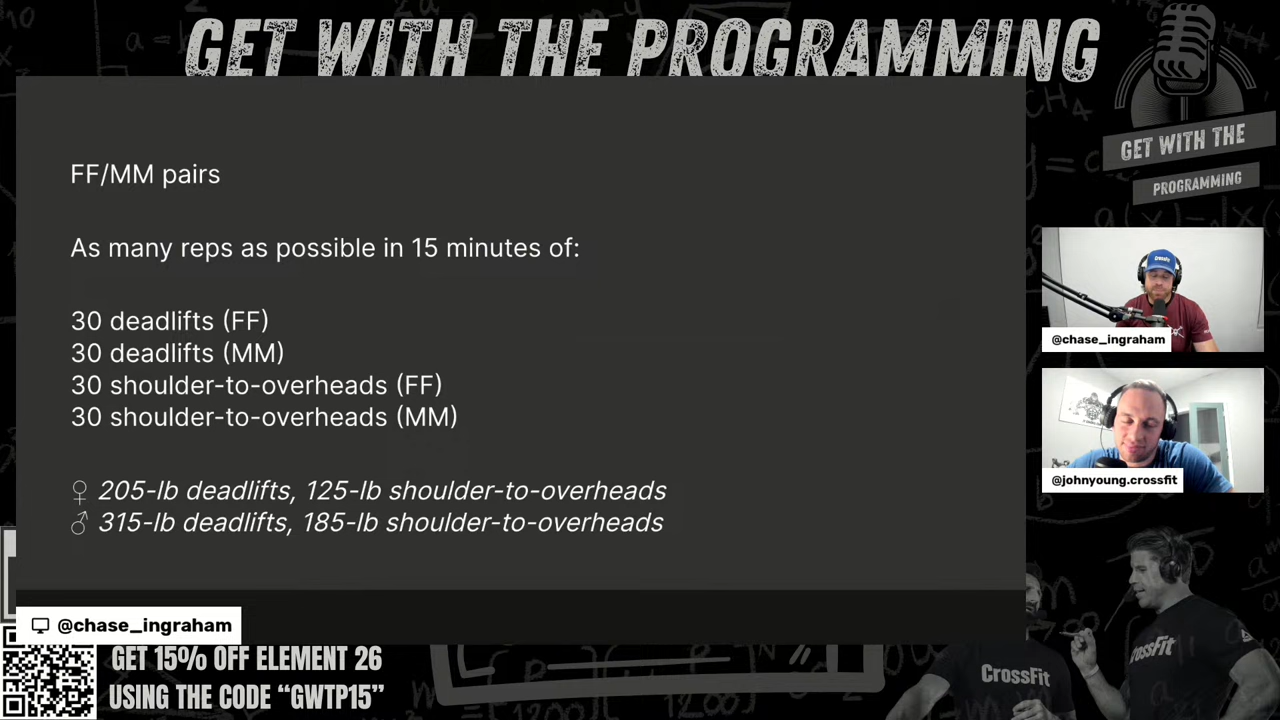 GET WITH THE PROGRAMMING
GET WITH THE
PROGRAMMING
FF/MM pairs
As many reps as possible in 15 minutes of:
30 deadlifts (FF)
30 deadlifts (MM)
30 shoulder-to-overheads (FF)
30 shoulder-to-overheads (MM)
♀ 205-lb deadlifts, 125-lb shoulder-to-overheads
♂ 315-lb deadlifts, 185-lb shoulder-to-overheads
CrossFit
@chase_ingraham
@johnyoung.crossfit
@chase_ingraham
GET 15% OFF ELEMENT 26
USING THE CODE “GWTP15”
CrossFit
CrossFit